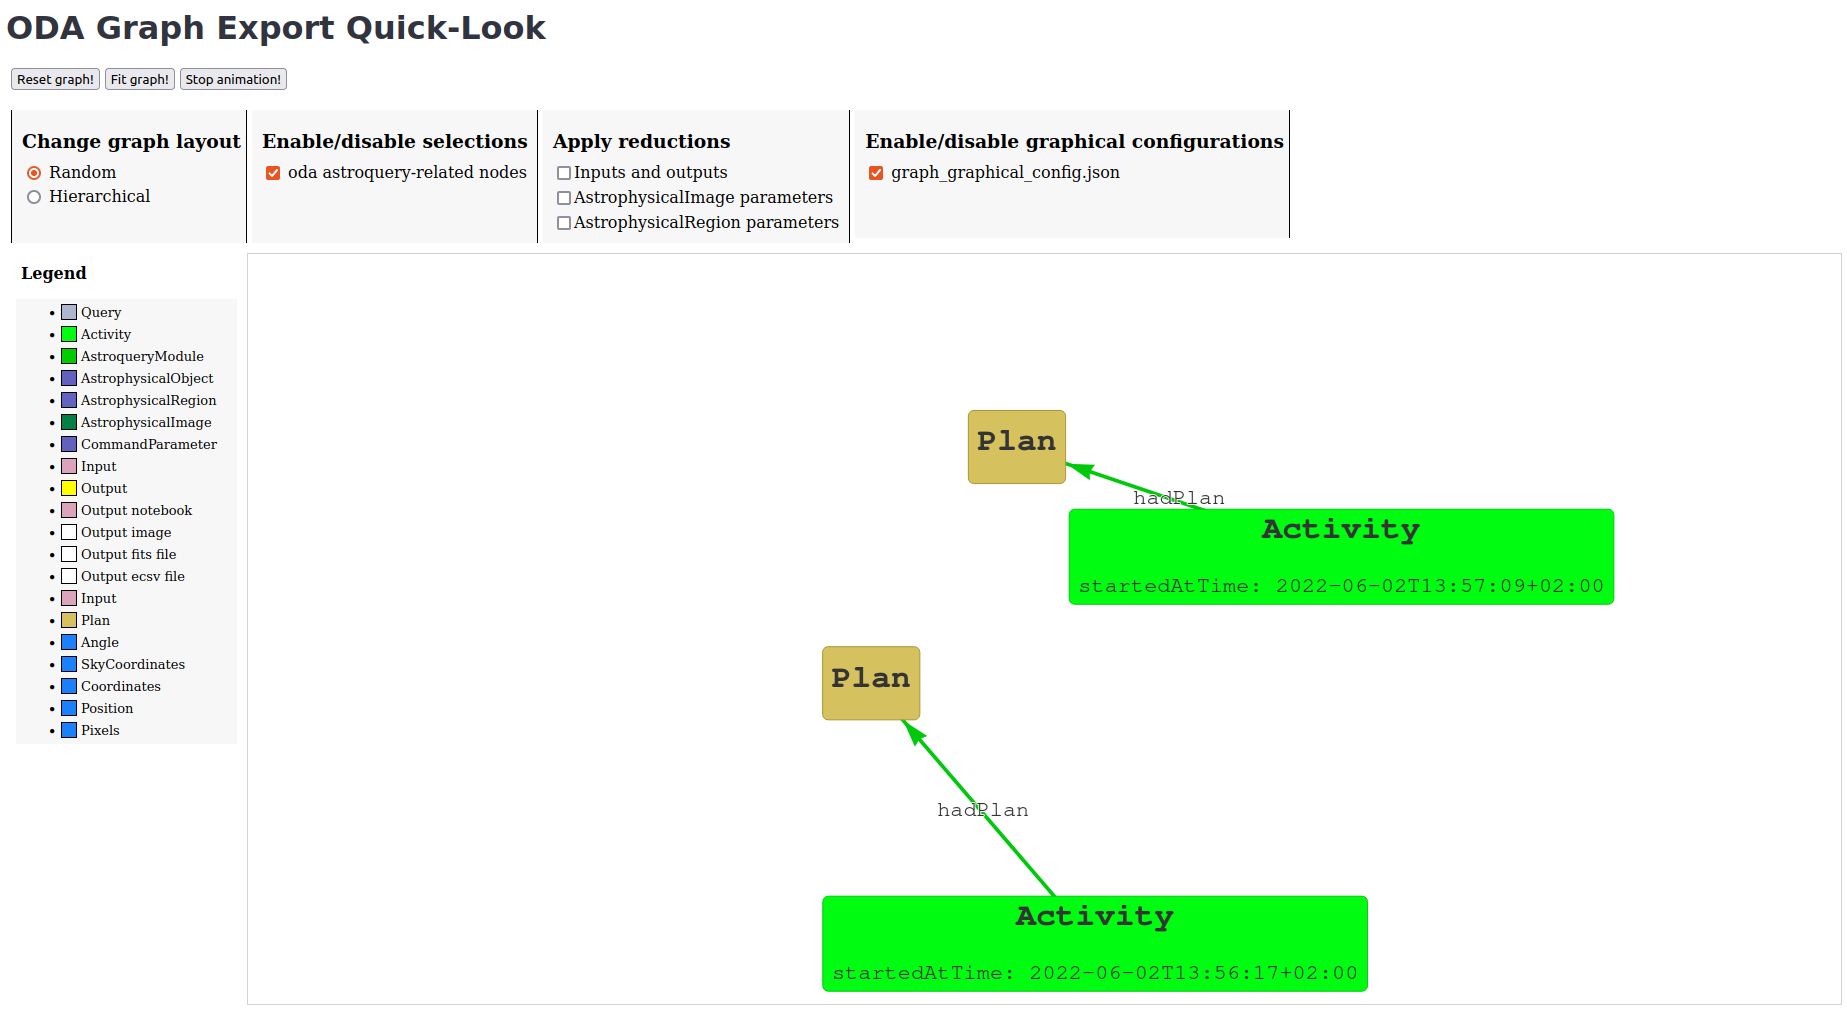 ODA Graph Export Quick-Look
Reset graph! Fit graph! Stop animation!
Change graph layout
Random
Hierarchical
Enable/disable selections
oda astroquery-related nodes
Apply reductions
Inputs and outputs
AstrophysicalImage parameters
AstrophysicalRegion parameters
Enable/disable graphical configurations
graph_graphical_config.json
Legend
Query
Activity
AstroqueryModule
AstrophysicalObject
AstrophysicalRegion
AstrophysicalImage
CommandParameter
Input
Output
Output notebook
Output image
Output fits file
Output ecsv file
Input
Plan
Angle
SkyCoordinates
Coordinates
Position
Pixels
Plan
hadPlan
Activity
startedAtTime: 2022-06-02T13:57:09+02:00
Plan
hadPlan
Activity
startedAtTime: 2022-06-02T13:56:17+02:00